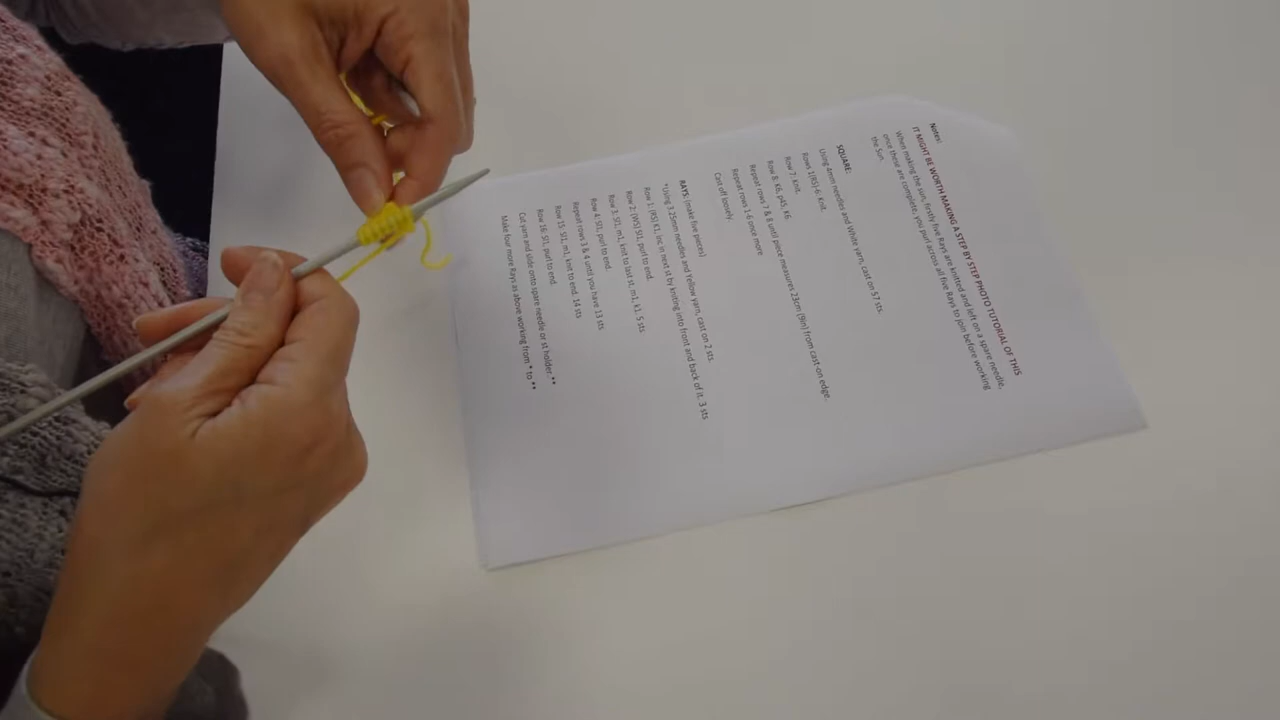 Notes:
IT MIGHT BE WORTH MAKING A STEP BY STEP PHOTO TUTORIAL OF THIS
When making the sun, firstly five Rays are knitted and left on a spare needle,
once those are complete, you purl across all five Rays to join before working
the Sun.
SQUARE:
Using 4mm needles and White yarn, cast on 57 sts.
Rows 1(RS)-6: Knit.
Row 7: Knit.
Row 8: K6, p45, k6.
Repeat rows 7 & 8 until piece measures 23cm (9in) from cast-on edge.
Repeat rows 1-6 once more.
Cast off loosely.
RAYS: (make five pieces)
*Using 3.25mm needles and Yellow yarn, cast on 2 sts.
Row 1: (RS) K1, inc in next st by knitting into front and back of it. 3 sts
Row 2: (WS) Sl1, purl to end.
Row 3: Sl1, m1, knit to last st, m1, k1. 5 sts
Row 4: Sl1, purl to end.
Repeat rows 3 & 4 until you have 13 sts
Row 15: Sl1, m1, knit to end. 14 sts
Row 16: Sl1, purl to end.
Cut yarn and slide onto spare needle or st holder.**
Make four more Rays as above working from * to **